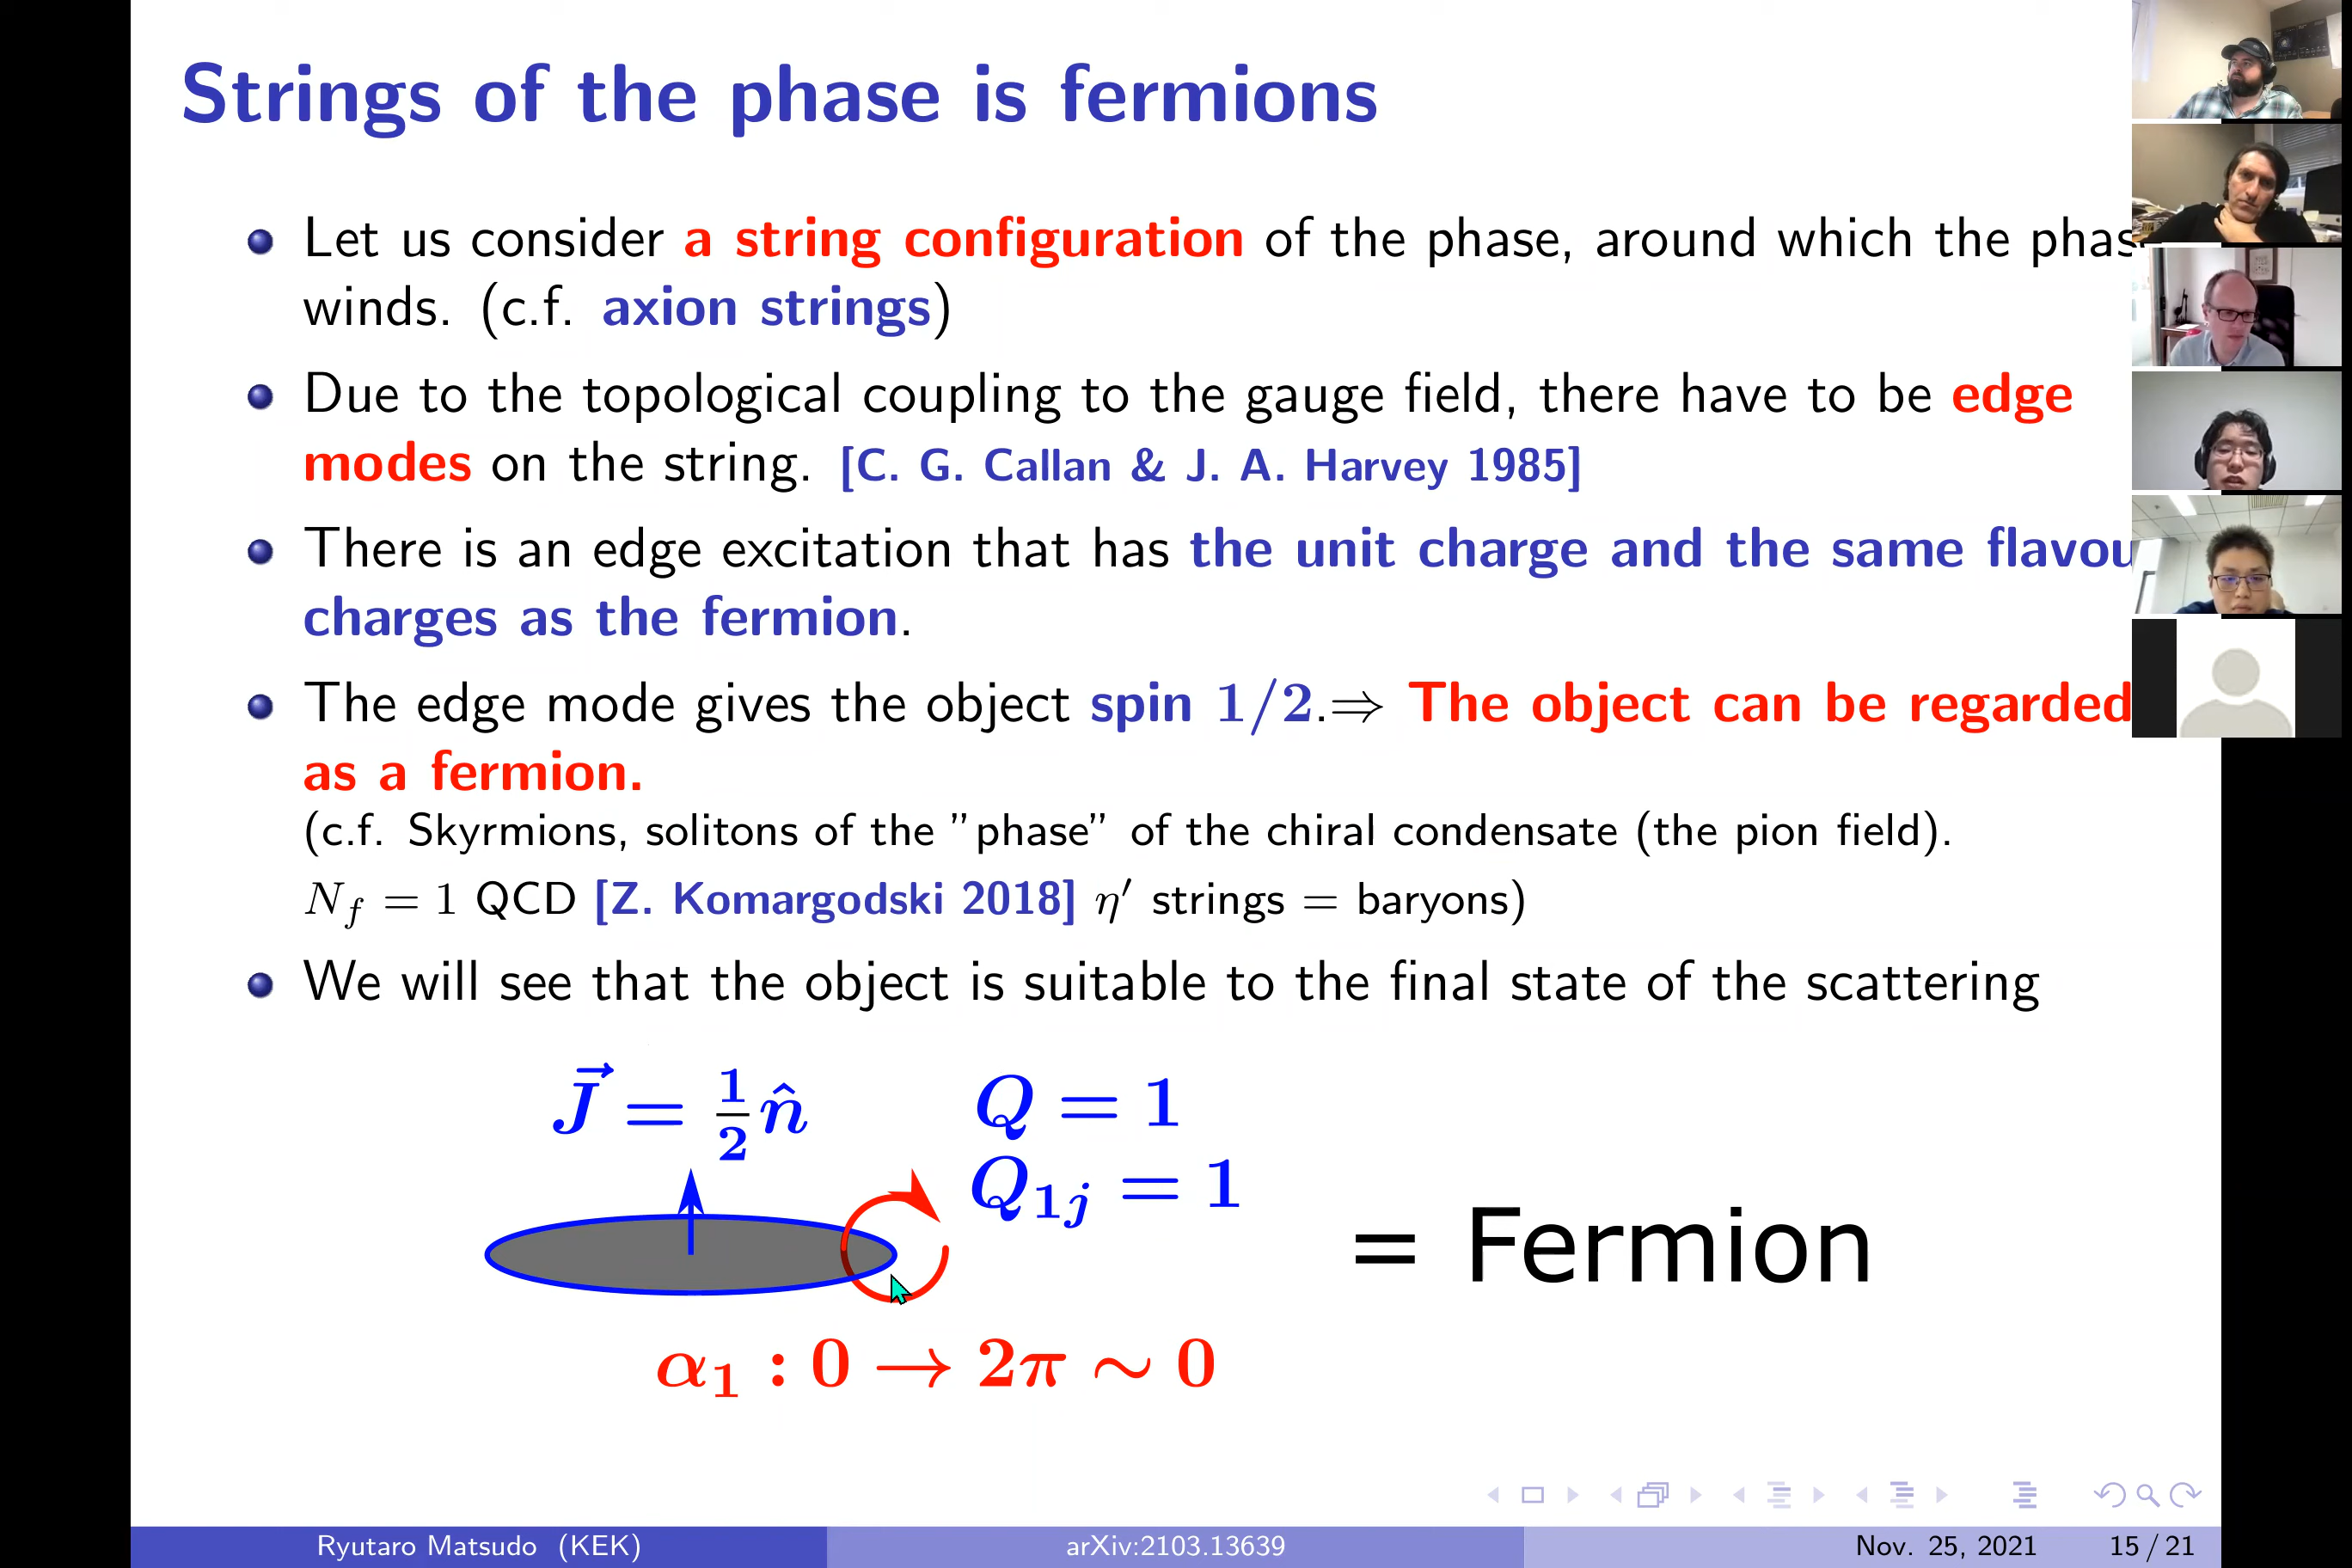 Strings of the phase is fermions
Let us consider a string configuration of the phase, around which the phas
winds. (c.f. axion strings)
Due to the topological coupling to the gauge field, there have to be edge
modes on the string. [C. G. Callan & J. A. Harvey 1985]
There is an edge excitation that has the unit charge and the same flavou
charges as the fermion.
The edge mode gives the object spin 1/2.⇒ The object can be regarded
as a fermion.
(c.f. Skyrmions, solitons of the ”phase” of the chiral condensate (the pion field).
N_f = 1 QCD [Z. Komargodski 2018] η′ strings = baryons)
We will see that the object is suitable to the final state of the scattering
J⃗ = ½n̂
Q = 1
Q₁ⱼ = 1
= Fermion
α₁ : 0 → 2π ∼ 0
Ryutaro Matsudo (KEK) arXiv:2103.13639 Nov. 25, 2021 15 / 21